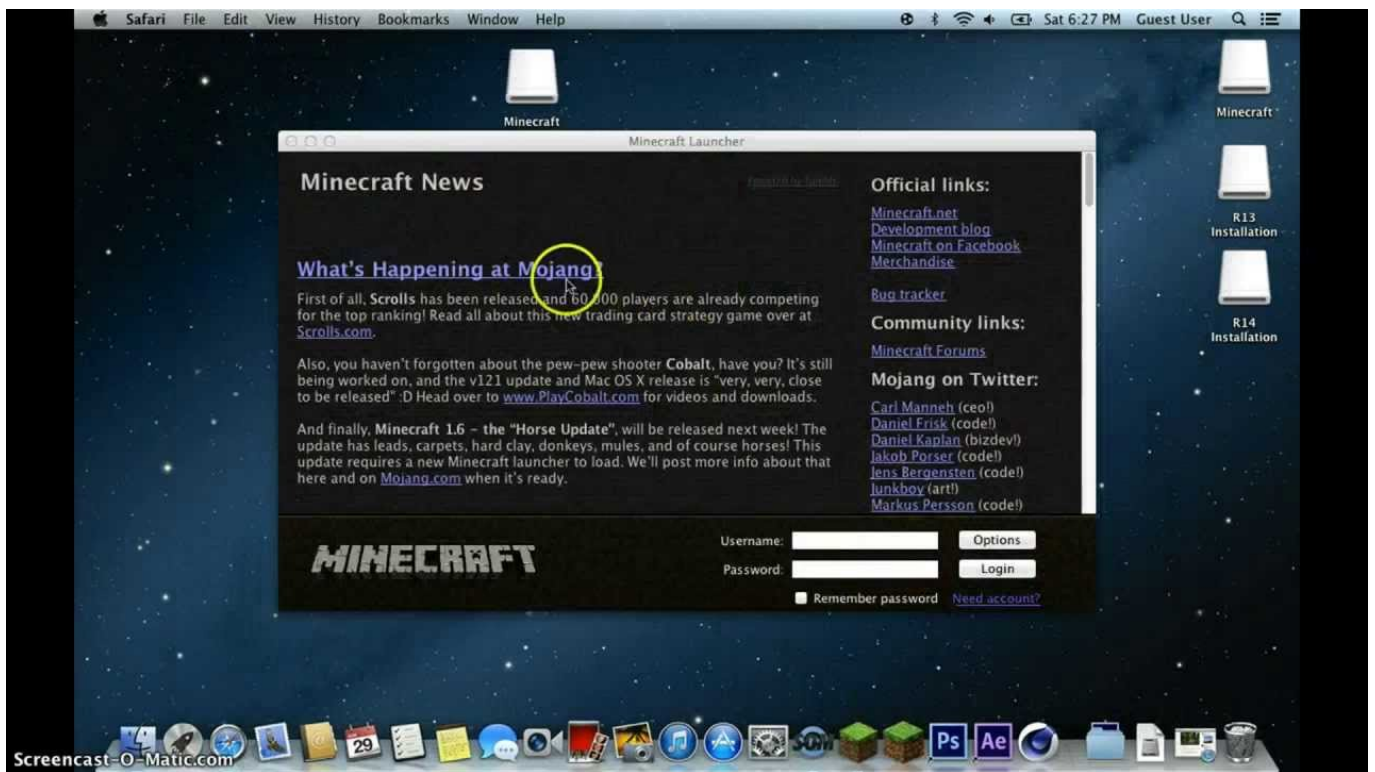 Safari File Edit View History Bookmarks Window Help
Sat 6:27 PM Guest User
Minecraft
Minecraft
R13
Installation
R14
Installation
Minecraft Launcher
Minecraft News
What's Happening at Mojang?
First of all, Scrolls has been released and 60,000 players are already competing
for the top ranking! Read all about this new trading card strategy game over at
Scrolls.com.
Also, you haven't forgotten about the pew-pew shooter Cobalt, have you? It's still
being worked on, and the v121 update and Mac OS X release is "very, very, close
to be released" :D Head over to www.PlayCobalt.com for videos and downloads.
And finally, Minecraft 1.6 – the "Horse Update", will be released next week! The
update has leads, carpets, hard clay, donkeys, mules, and of course horses! This
update requires a new Minecraft launcher to load. We'll post more info about that
here and on Mojang.com when it's ready.
Official links:
Minecraft.net
Development blog
Minecraft on Facebook
Merchandise
Bug tracker
Community links:
Minecraft Forums
Mojang on Twitter:
Carl Manneh (ceo!)
Daniel Frisk (code!)
Daniel Kaplan (bizdev!)
Jakob Porser (code!)
Jens Bergensten (code!)
Junkboy (art!)
Markus Persson (code!)
MINECRAFT
Username:
Options
Password:
Login
Remember password
Need account?
29
SOM
Ps
Ae
Screencast-O-Matic.com